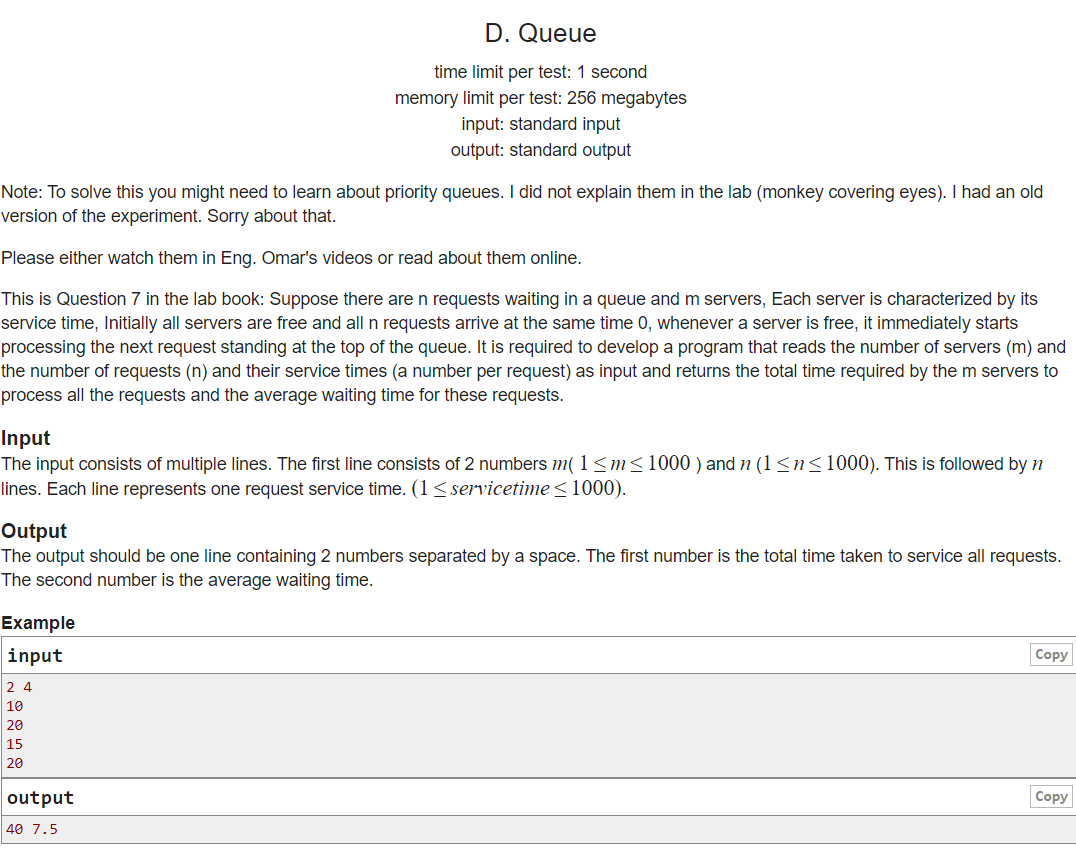 D. Queue
time limit per test: 1 second
memory limit per test: 256 megabytes
input: standard input
output: standard output
Note: To solve this you might need to learn about priority queues. I did not explain them in the lab (monkey covering eyes). I had an old
version of the experiment. Sorry about that.
Please either watch them in Eng. Omar's videos or read about them online.
This is Question 7 in the lab book: Suppose there are n requests waiting in a queue and m servers, Each server is characterized by its
service time, Initially all servers are free and all n requests arrive at the same time 0, whenever a server is free, it immediately starts
processing the next request standing at the top of the queue. It is required to develop a program that reads the number of servers (m) and
the number of requests (n) and their service times (a number per request) as input and returns the total time required by the m servers to
process all the requests and the average waiting time for these requests.
Input
The input consists of multiple lines. The first line consists of 2 numbers m( 1 ≤ m ≤ 1000 ) and n (1 ≤ n ≤ 1000). This is followed by n
lines. Each line represents one request service time. (1 ≤ servicetime ≤ 1000).
Output
The output should be one line containing 2 numbers separated by a space. The first number is the total time taken to service all requests.
The second number is the average waiting time.
Example
input
Copy
2 4
10
20
15
20
output
Copy
40 7.5